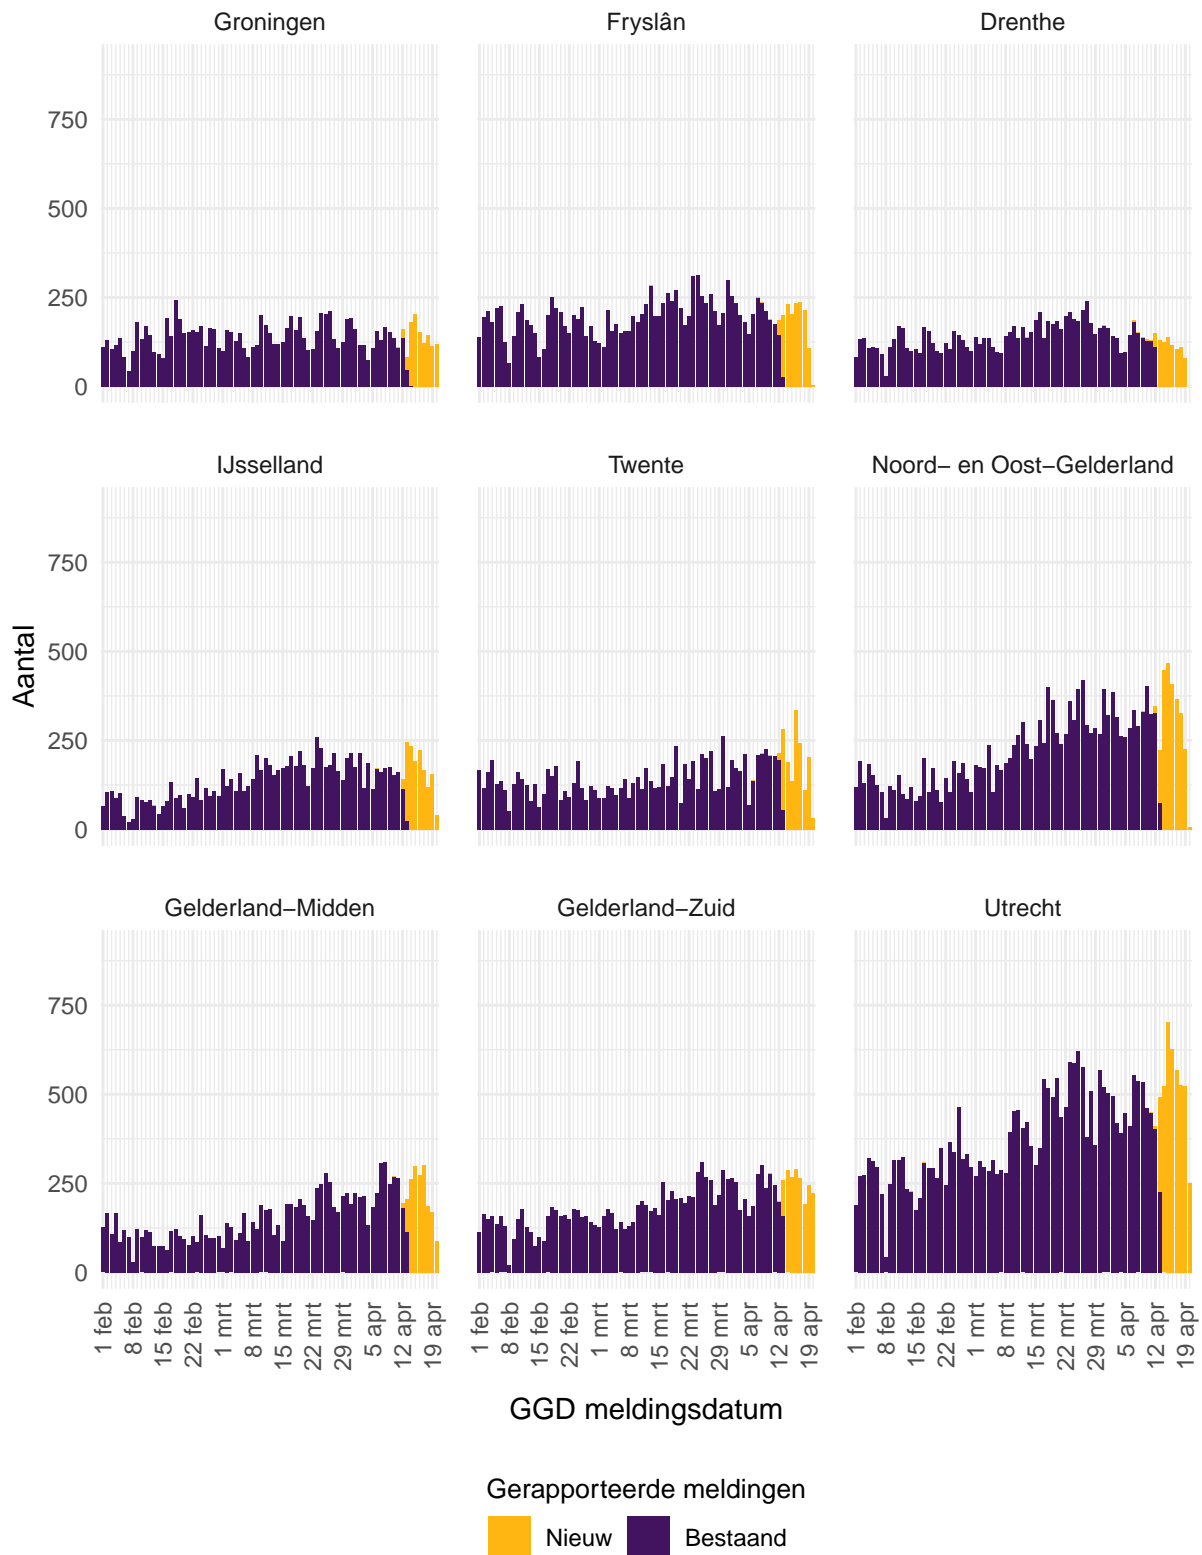 Groningen Fryslân Drenthe
750
500
250
0
IJsselland Twente Noord− en Oost−Gelderland
750
500
250
0
Aantal
Gelderland−Midden Gelderland−Zuid Utrecht
750
500
250
0
1 feb 8 feb 15 feb 22 feb 1 mrt 8 mrt 15 mrt 22 mrt 29 mrt 5 apr 12 apr 19 apr 1 feb 8 feb 15 feb 22 feb 1 mrt 8 mrt 15 mrt 22 mrt 29 mrt 5 apr 12 apr 19 apr 1 feb 8 feb 15 feb 22 feb 1 mrt 8 mrt 15 mrt 22 mrt 29 mrt 5 apr 12 apr 19 apr
GGD meldingsdatum
Gerapporteerde meldingen
Nieuw Bestaand